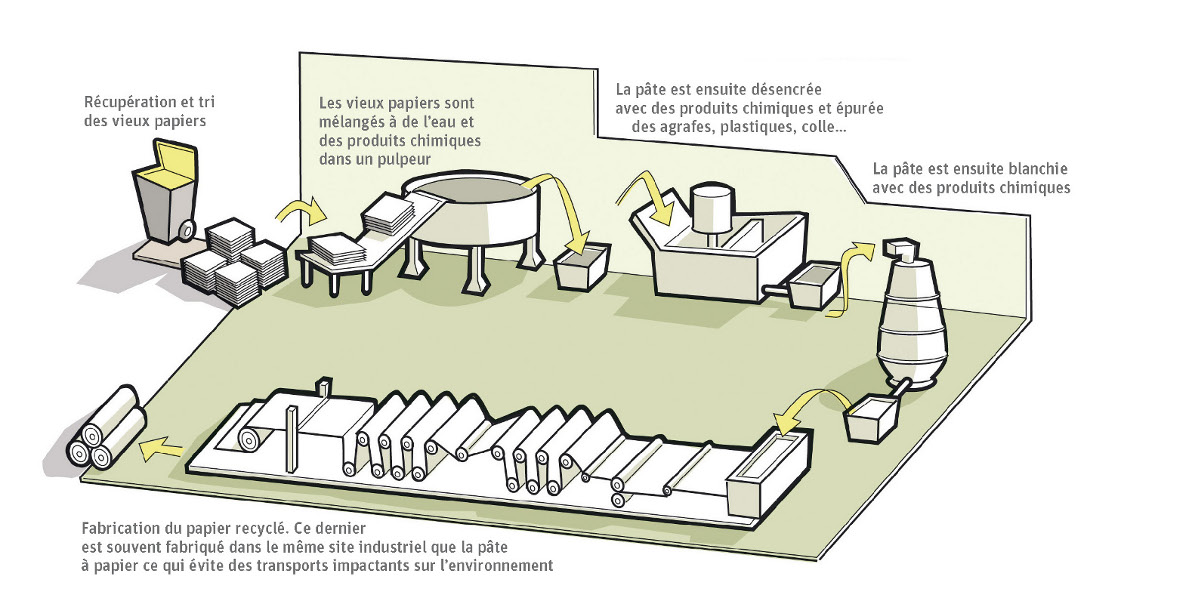 Récupération et tri
des vieux papiers
Les vieux papiers sont
mélangés à de l'eau et
des produits chimiques
dans un pulpeur
La pâte est ensuite désencrée
avec des produits chimiques et épurée
des agrafes, plastiques, colle...
La pâte est ensuite blanchie
avec des produits chimiques
Fabrication du papier recyclé. Ce dernier
est souvent fabriqué dans le même site industriel que la pâte
à papier ce qui évite des transports impactants sur l'environnement